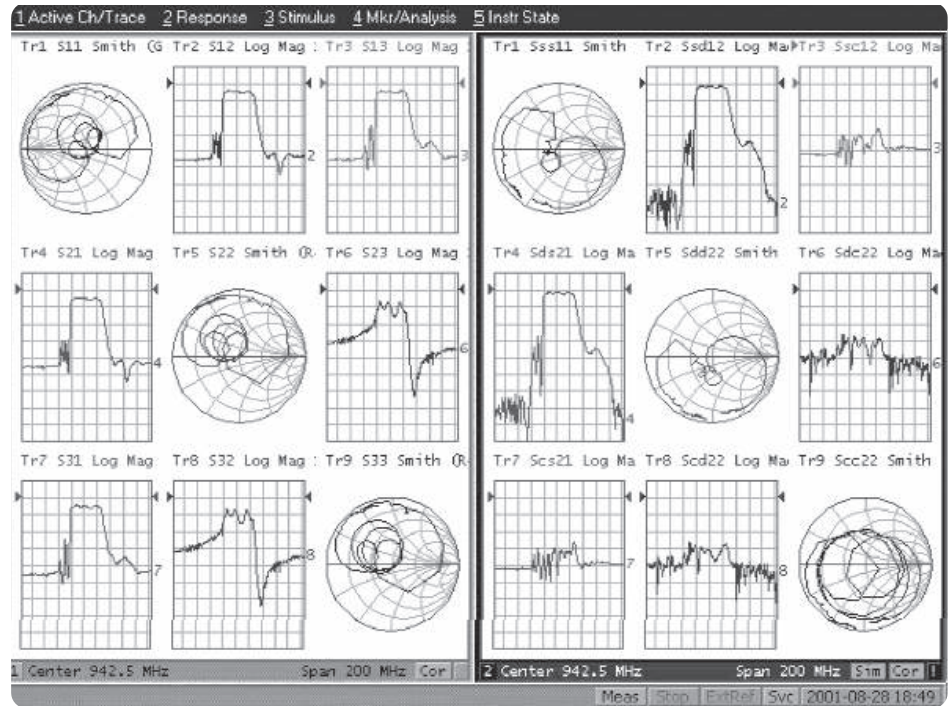 1 Active Ch/Trace 2 Response 3 Stimulus 4 Mkr/Analysis 5 Instr State
Tr1 S11 Smith (G Tr2 S12 Log Mag Tr3 S13 Log Mag
2
3
Tr4 S21 Log Mag Tr5 S22 Smith (R Tr6 S23 Log Mag
4
6
Tr7 S31 Log Mag Tr8 S32 Log Mag Tr9 S33 Smith (R
7
8
1 Center 942.5 MHz Span 200 MHz Cor
Tr1 Sss11 Smith Tr2 Ssd12 Log Ma Tr3 Ssc12 Log Ma
2
3
Tr4 Sds21 Log Ma Tr5 Sdd22 Smith Tr6 Sdc22 Log Ma
4
6
Tr7 Scs21 Log Ma Tr8 Scd22 Log Ma Tr9 Scc22 Smith
7
8
2 Center 942.5 MHz Span 200 MHz Sim Cor !
Meas Stop ExtRef Svc 2001-08-28 18:49